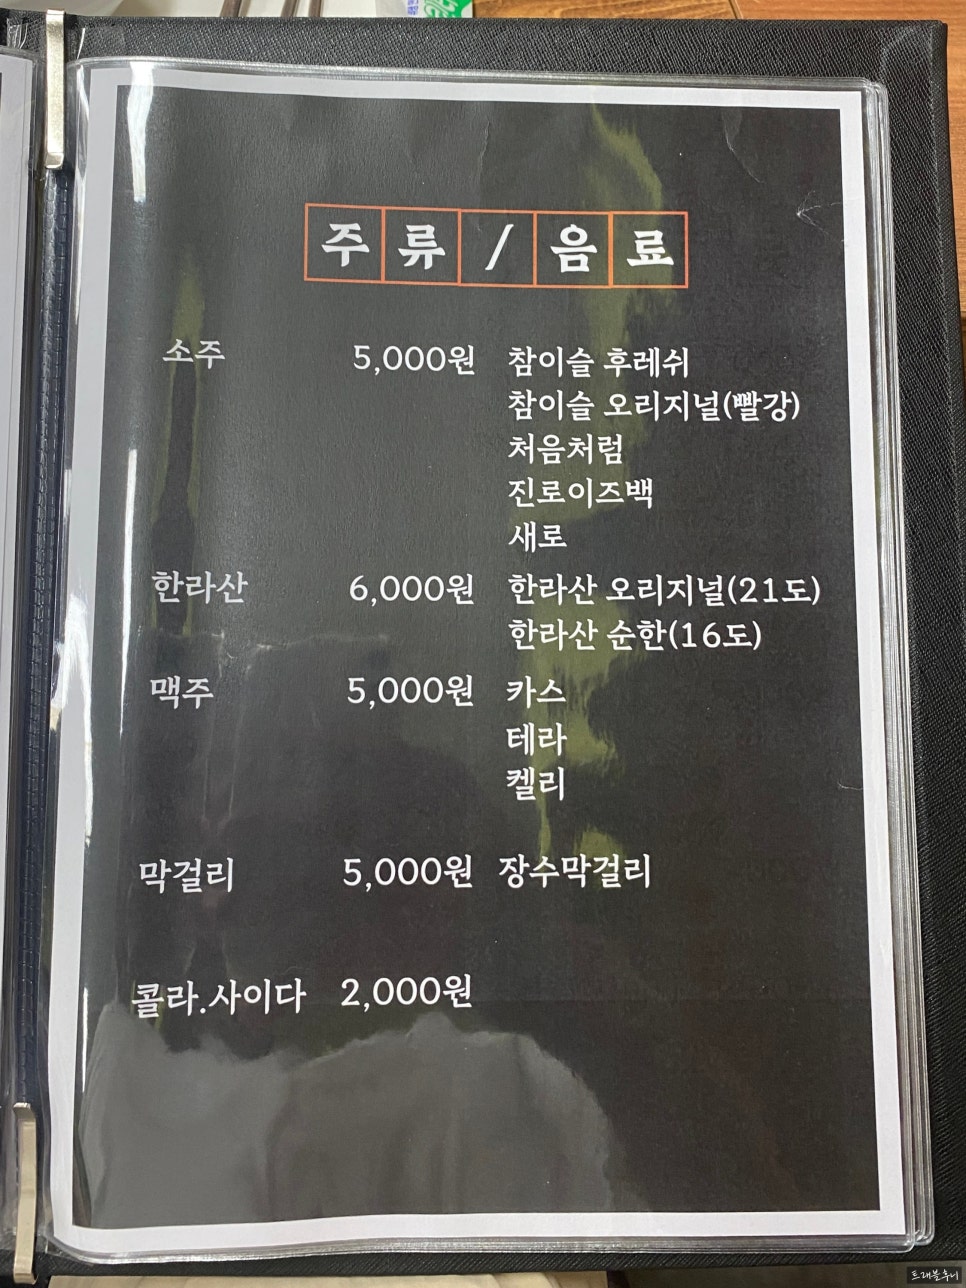 주류/음료
소주 5,000원 참이슬 후레쉬
참이슬 오리지널(빨강)
처음처럼
진로이즈백
새로
한라산 6,000원 한라산 오리지널(21도)
한라산 순한(16도)
맥주 5,000원 카스
테라
켈리
막걸리 5,000원 장수막걸리
콜라.사이다 2,000원
트래블후니